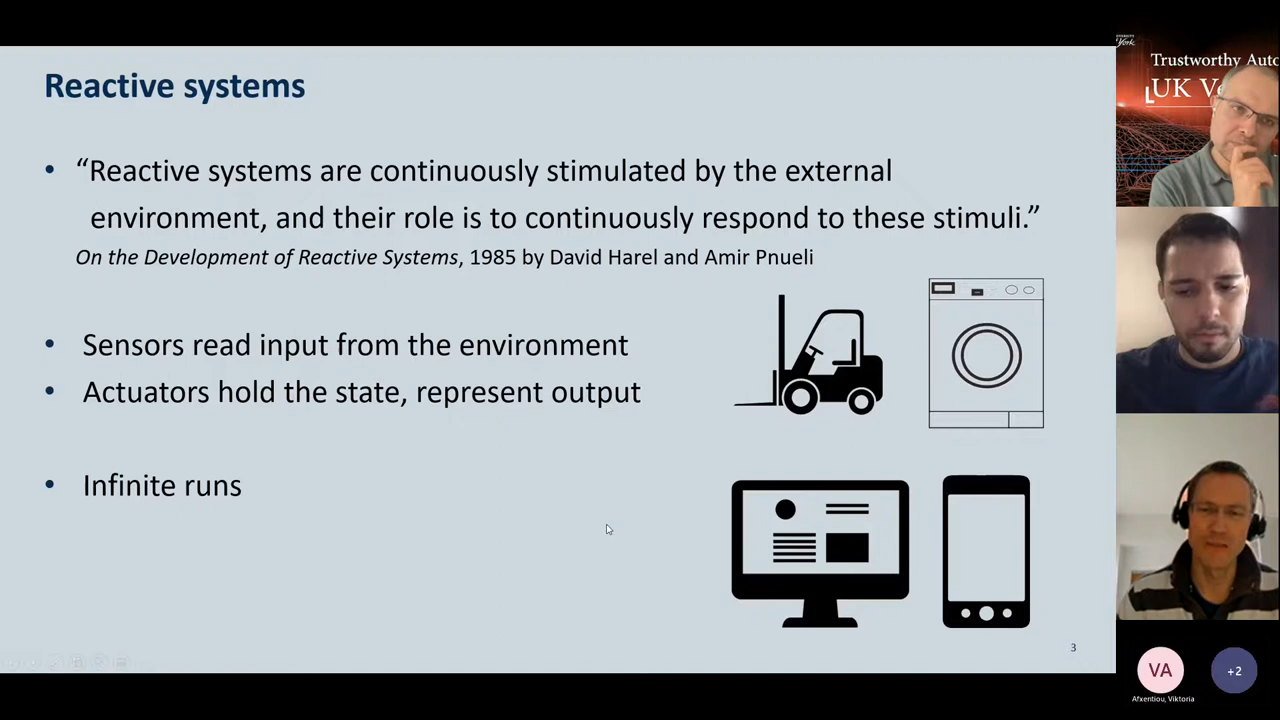 Reactive systems
• “Reactive systems are continuously stimulated by the external
environment, and their role is to continuously respond to these stimuli.”
On the Development of Reactive Systems, 1985 by David Harel and Amir Pnueli
• Sensors read input from the environment
• Actuators hold the state, represent output
• Infinite runs
3
York
Trustworthy Auto
UK Ve
VA
+2
Afxentiou, Viktoria